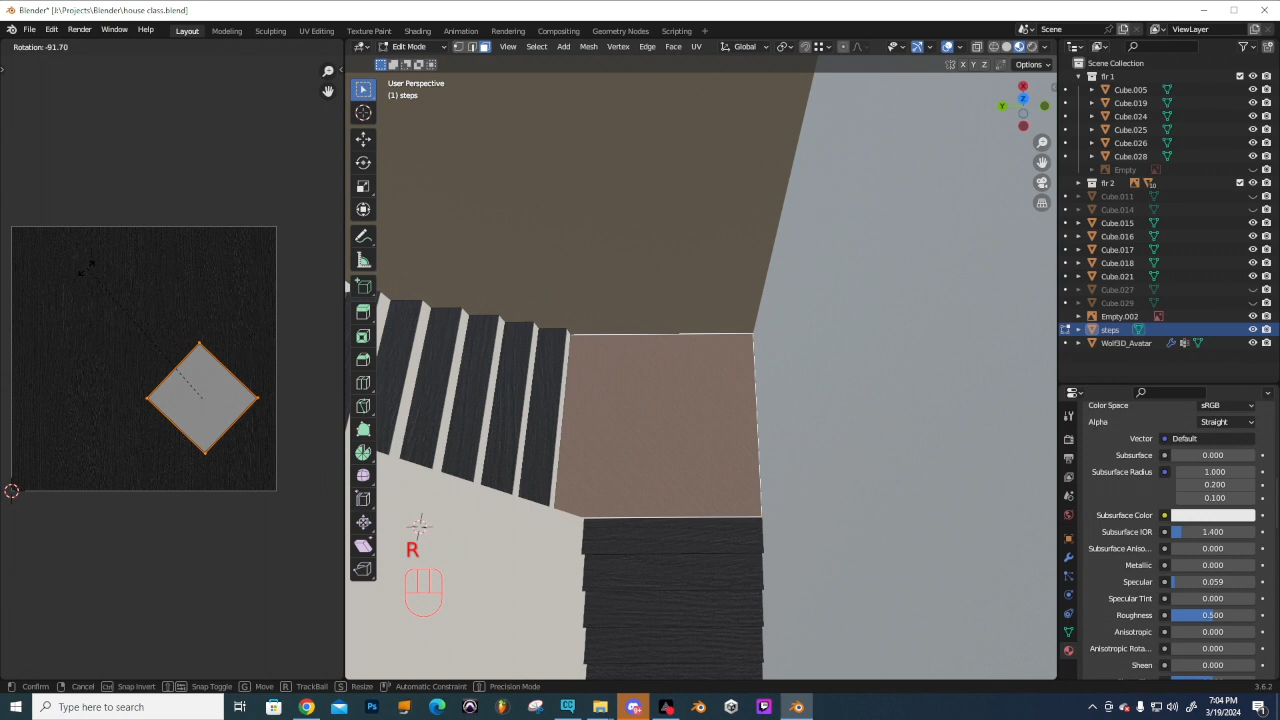 Blender* [J:\Projects\Blender\house class.blend]
File Edit Render Window Help Layout Modeling Sculpting UV Editing Texture Paint Shading Animation Rendering Compositing Geometry Nodes Scripting Scene ViewLayer
Rotation: -91.70
Edit Mode View Select Add Mesh Vertex Edge Face UV Global
X Y Z Options
User Perspective
(1) steps
X
Z
Y
R
Scene Collection
flr 1
Cube.005
Cube.019
Cube.024
Cube.025
Cube.026
Cube.028
Empty
flr 2 10
Cube.011
Cube.014
Cube.015
Cube.016
Cube.017
Cube.018
Cube.021
Cube.027
Cube.029
Empty.002
steps
Wolf3D_Avatar
Color Space sRGB
Alpha Straight
Vector Default
Subsurface 0.000
Subsurface Radius 1.000
0.200
0.100
Subsurface Color
Subsurface IOR 1.400
Subsurface Aniso... 0.000
Metallic 0.000
Specular 0.059
Specular Tint 0.000
Roughness 0.500
Anisotropic 0.000
Anisotropic Rota... 0.000
Sheen 0.000
Confirm Cancel Snap Invert Snap Toggle G Move R TrackBall S Resize Automatic Constraint Precision Mode 3.6.2
Type here to search
7:04 PM
3/19/2024